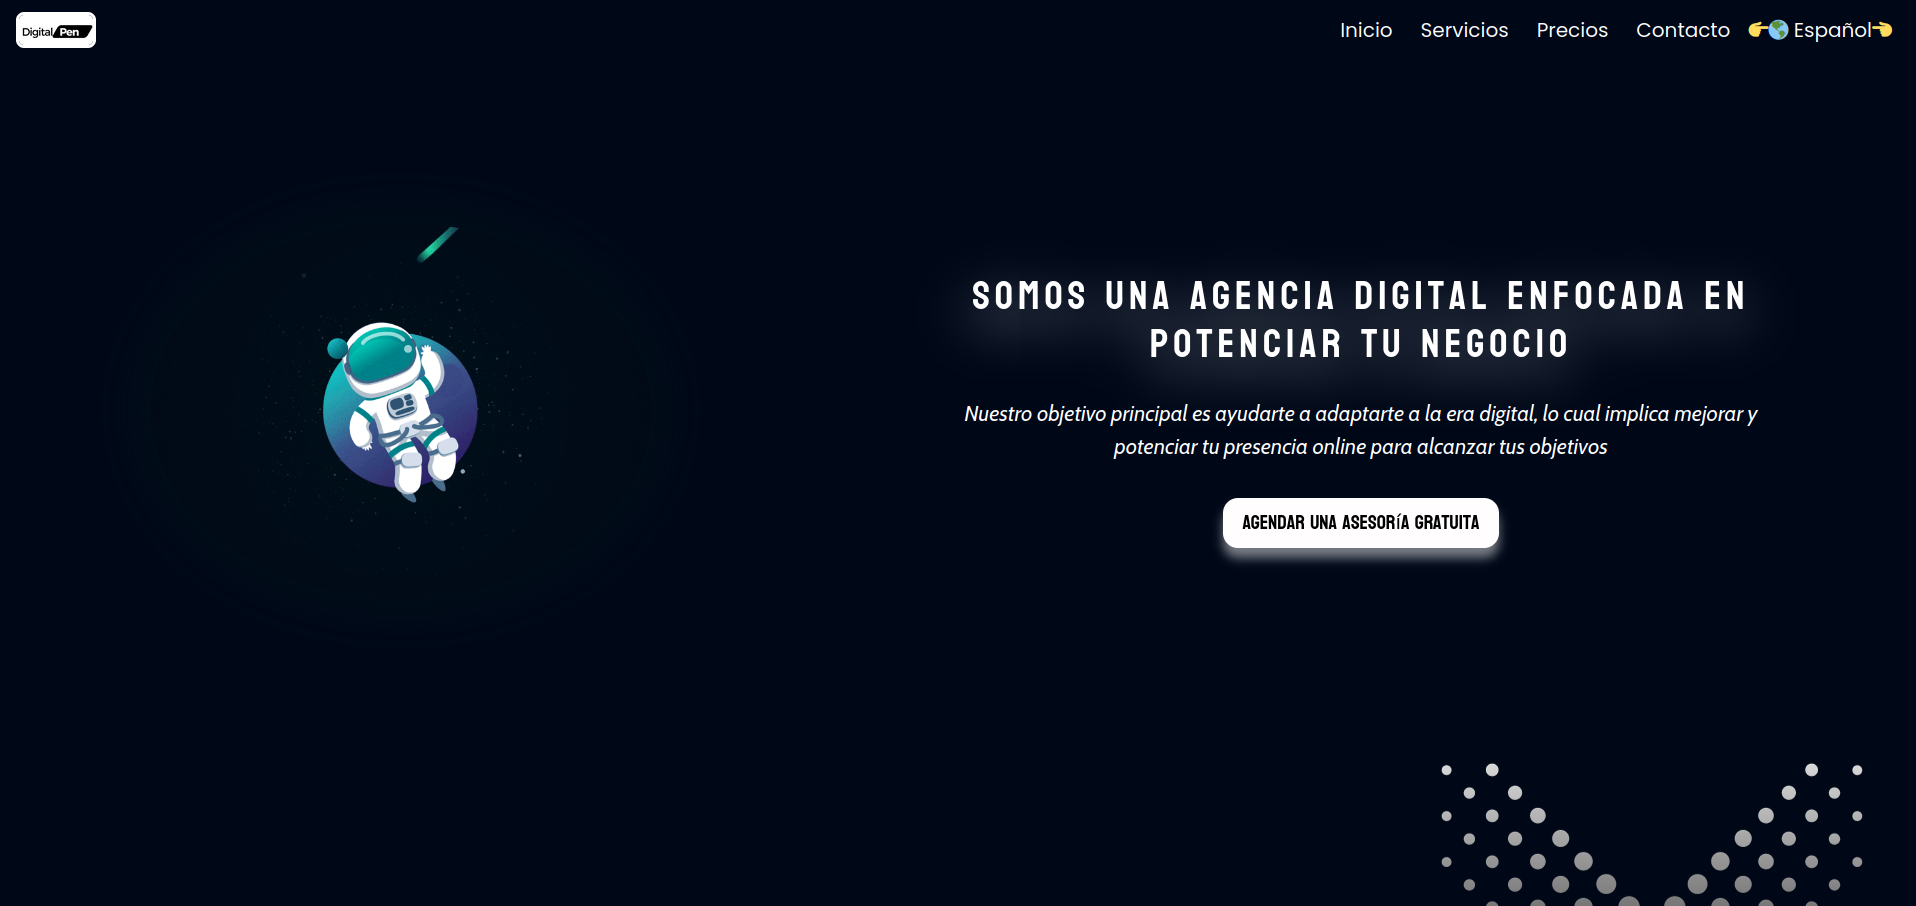 Digital Pen
Inicio Servicios Precios Contacto 👉🌎 Español👈
SOMOS UNA AGENCIA DIGITAL ENFOCADA EN
POTENCIAR TU NEGOCIO
Nuestro objetivo principal es ayudarte a adaptarte a la era digital, lo cual implica mejorar y
potenciar tu presencia online para alcanzar tus objetivos
AGENDAR UNA ASESORÍA GRATUITA